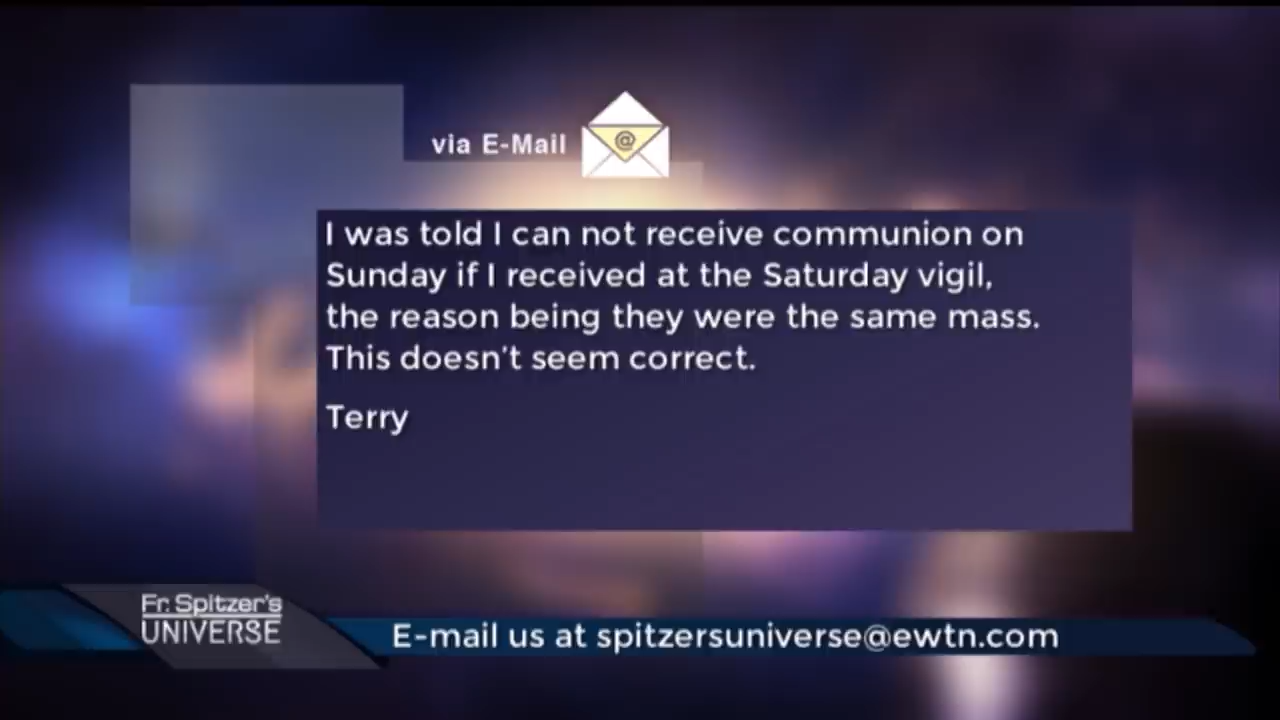 via E-Mail
@
I was told I can not receive communion on
Sunday if I received at the Saturday vigil,
the reason being they were the same mass.
This doesn't seem correct.
Terry
Fr. Spitzer's
UNIVERSE
E-mail us at spitzersuniverse@ewtn.com